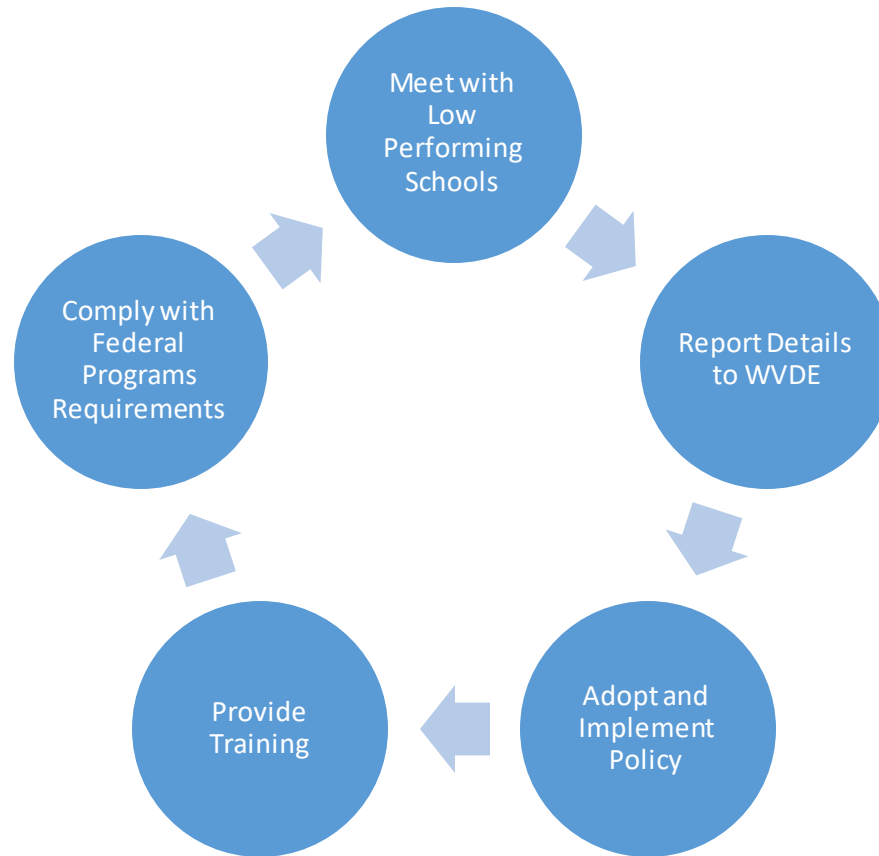 Meet with
Low
Performing
Schools
Report Details
to WVDE
Adopt and
Implement
Policy
Provide
Training
Comply with
Federal
Programs
Requirements